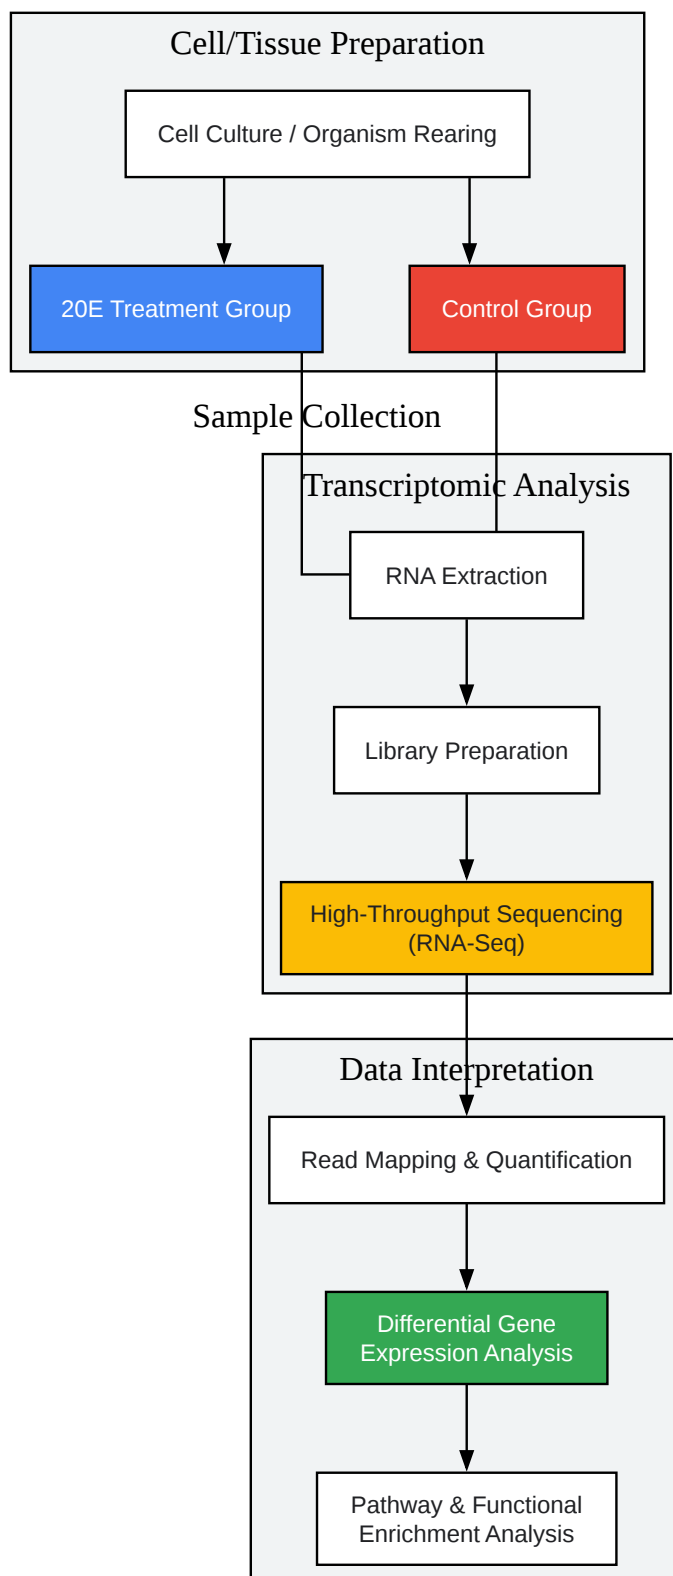 Cell/Tissue Preparation
Cell Culture / Organism Rearing
20E Treatment Group
Control Group
Sample Collection
Transcriptomic Analysis
RNA Extraction
Library Preparation
High-Throughput Sequencing
(RNA-Seq)
Data Interpretation
Read Mapping & Quantification
Differential Gene
Expression Analysis
Pathway & Functional
Enrichment Analysis